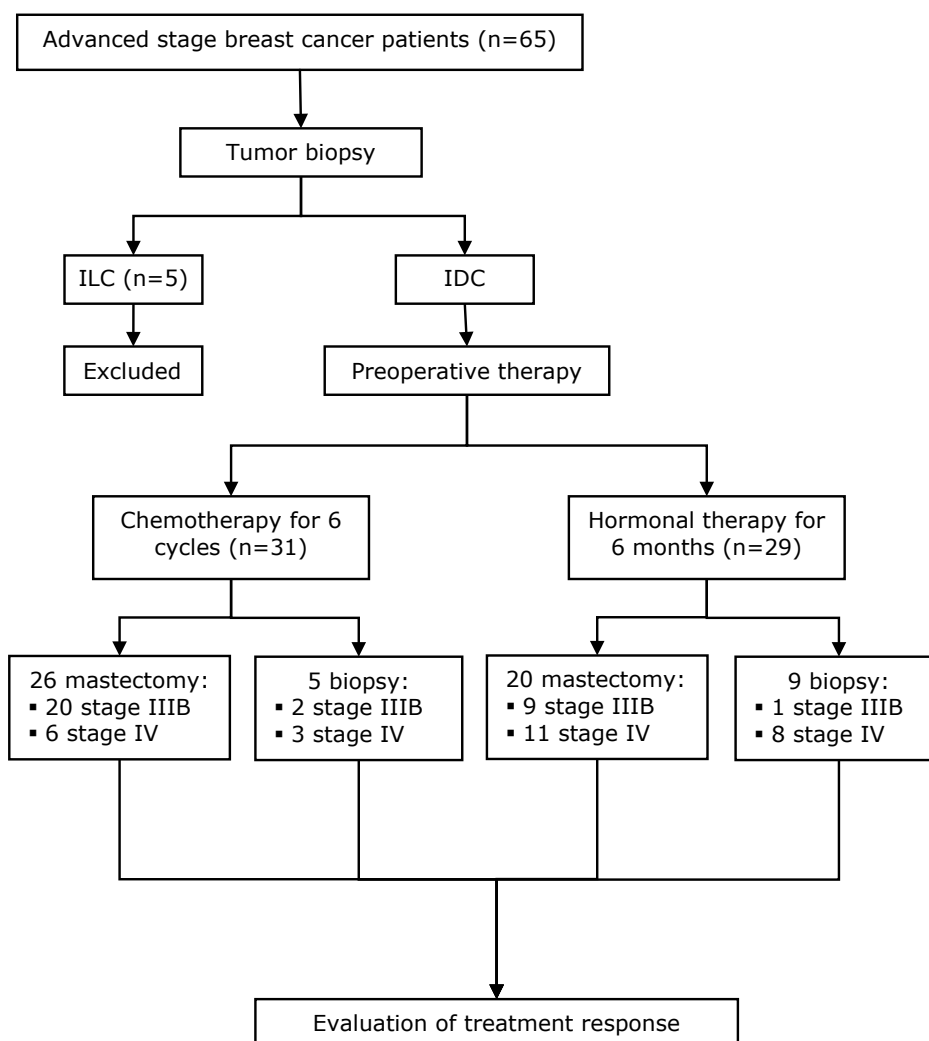 Advanced stage breast cancer patients (n=65)
Tumor biopsy
ILC (n=5)
IDC
Excluded
Preoperative therapy
Chemotherapy for 6
cycles (n=31)
Hormonal therapy for
6 months (n=29)
26 mastectomy:
▪ 20 stage IIIB
▪ 6 stage IV
5 biopsy:
▪ 2 stage IIIB
▪ 3 stage IV
20 mastectomy:
▪ 9 stage IIIB
▪ 11 stage IV
9 biopsy:
▪ 1 stage IIIB
▪ 8 stage IV
Evaluation of treatment response